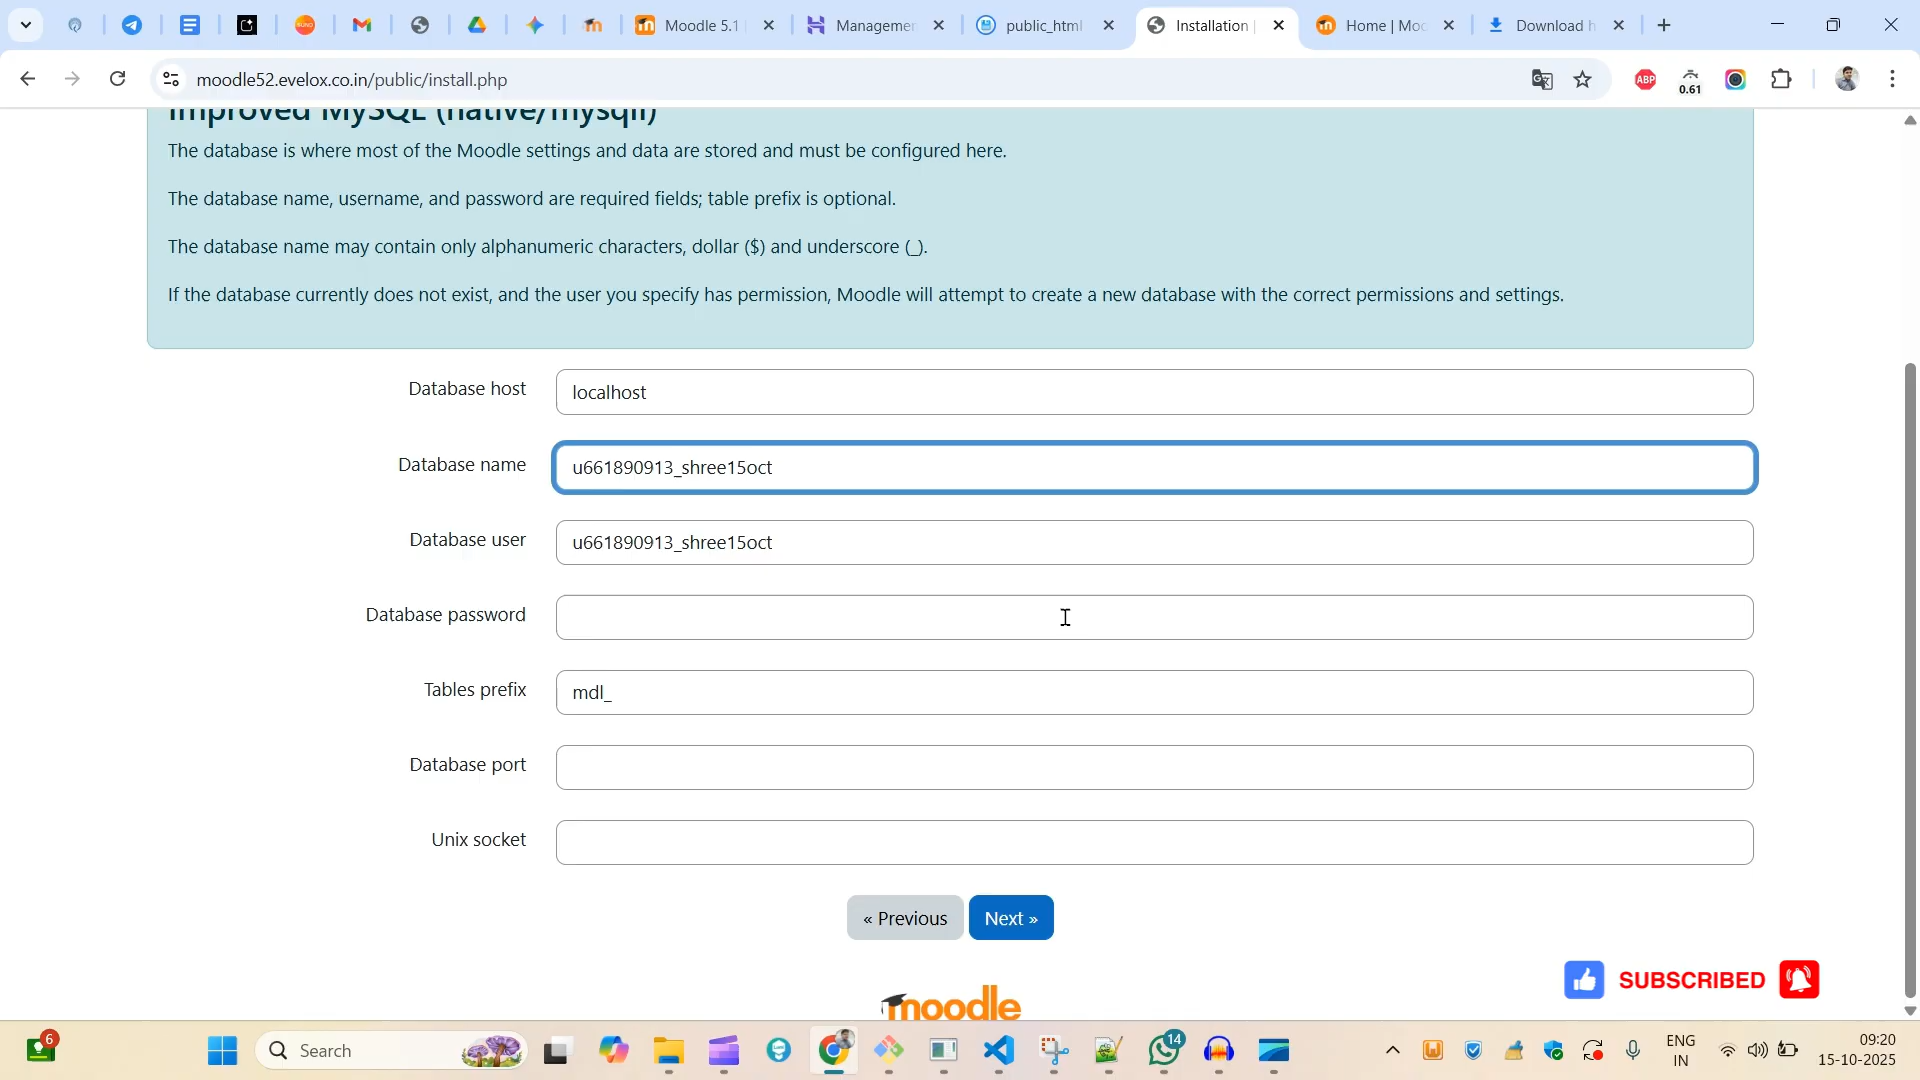 Moodle 5.1
Managemen
public_html
Installation
Home | Moo
Download h
moodle52.evelox.co.in/public/install.php
ABP
0.61
Improved MySQL (native/mysqli)
The database is where most of the Moodle settings and data are stored and must be configured here.
The database name, username, and password are required fields; table prefix is optional.
The database name may contain only alphanumeric characters, dollar ($) and underscore (_).
If the database currently does not exist, and the user you specify has permission, Moodle will attempt to create a new database with the correct permissions and settings.
Database host
localhost
Database name
u661890913_shree15oct
Database user
u661890913_shree15oct
Database password
Tables prefix
mdl_
Database port
Unix socket
« Previous
Next »
SUBSCRIBED
moodle
6
Search
14
ENG
IN
09:20
15-10-2025